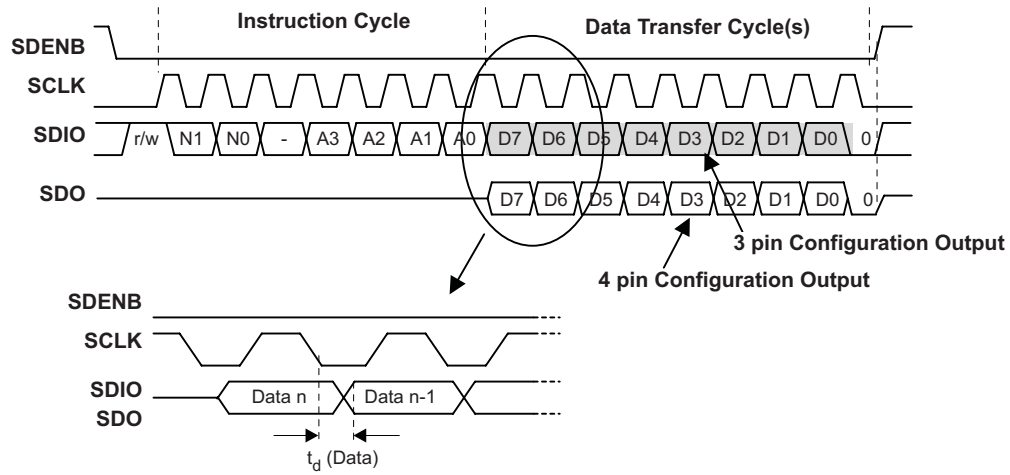 Instruction Cycle Data Transfer Cycle(s)
SDENB
SCLK
SDIO r/w N1 N0 - A3 A2 A1 A0 D7 D6 D5 D4 D3 D2 D1 D0 0
SDO D7 D6 D5 D4 D3 D2 D1 D0 0
3 pin Configuration Output
4 pin Configuration Output
SDENB
SCLK
SDIO Data n Data n-1
SDO
td (Data)